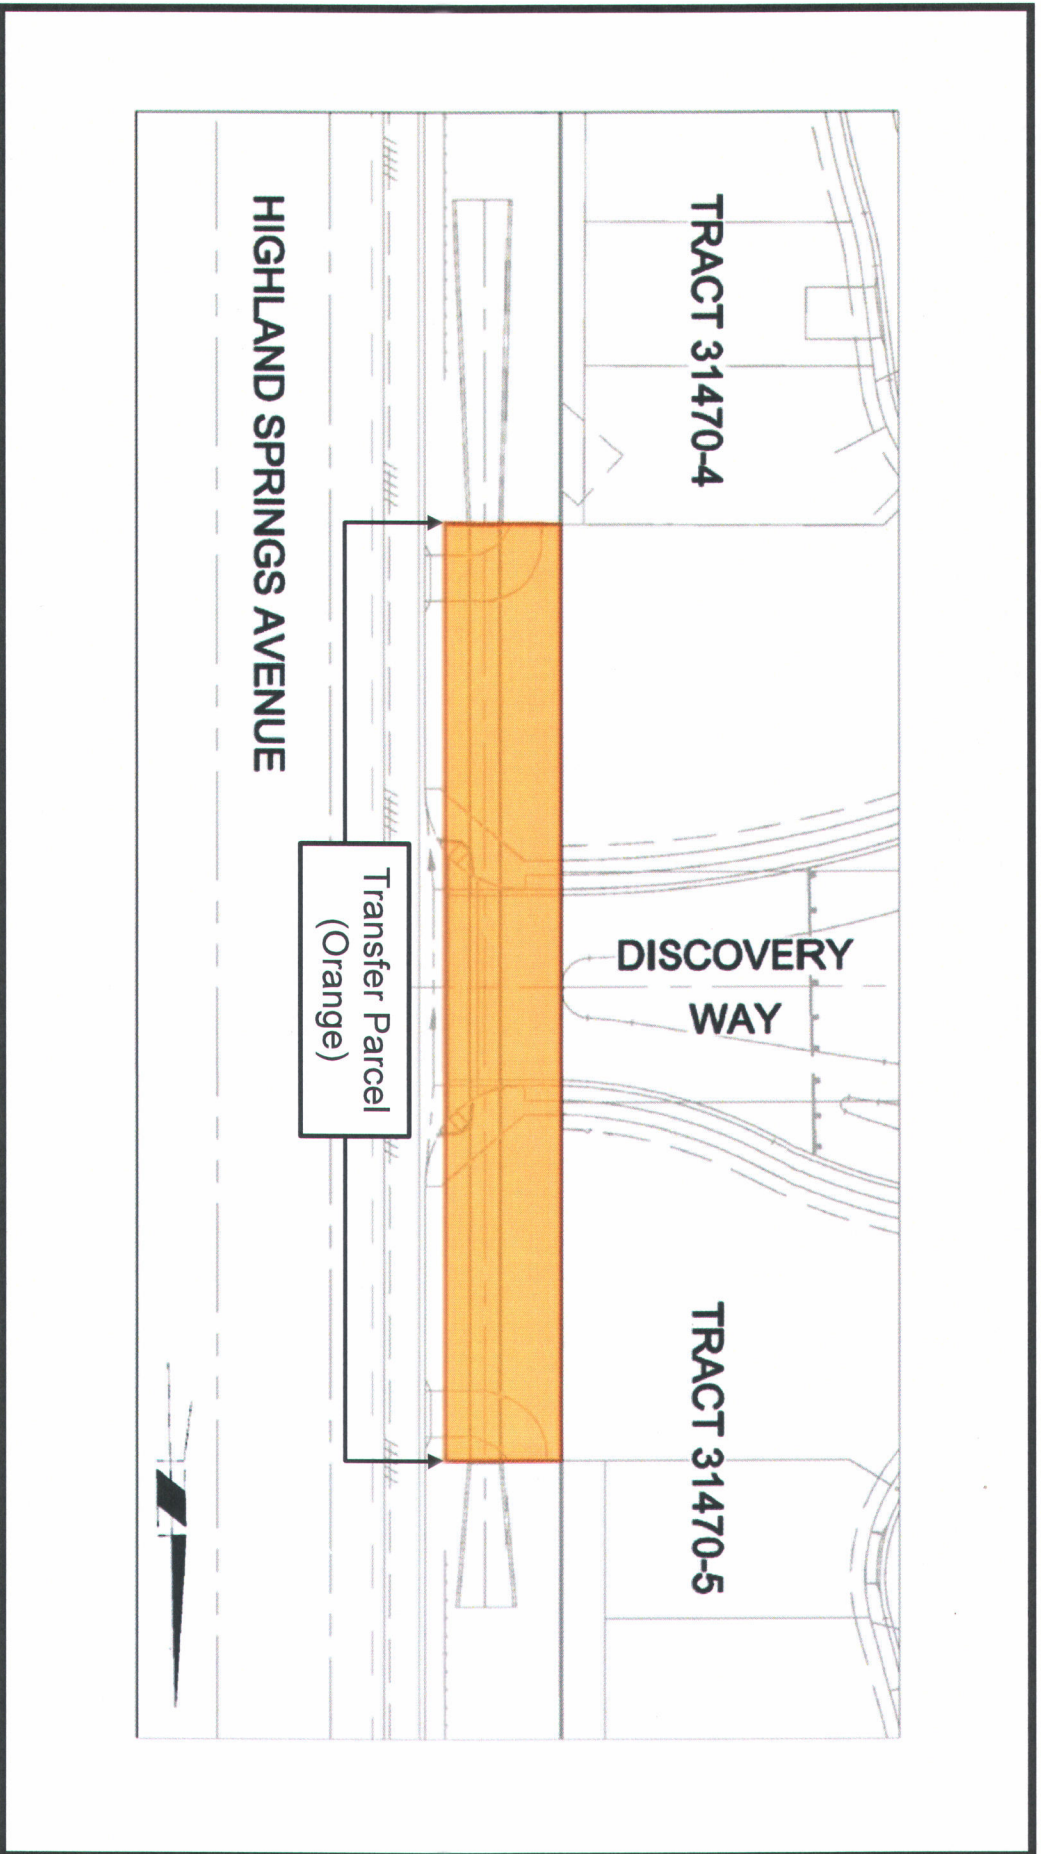 TRACT 31470-4
DISCOVERY
WAY
TRACT 31470-5
HIGHLAND SPRINGS AVENUE
Transfer Parcel
(Orange)